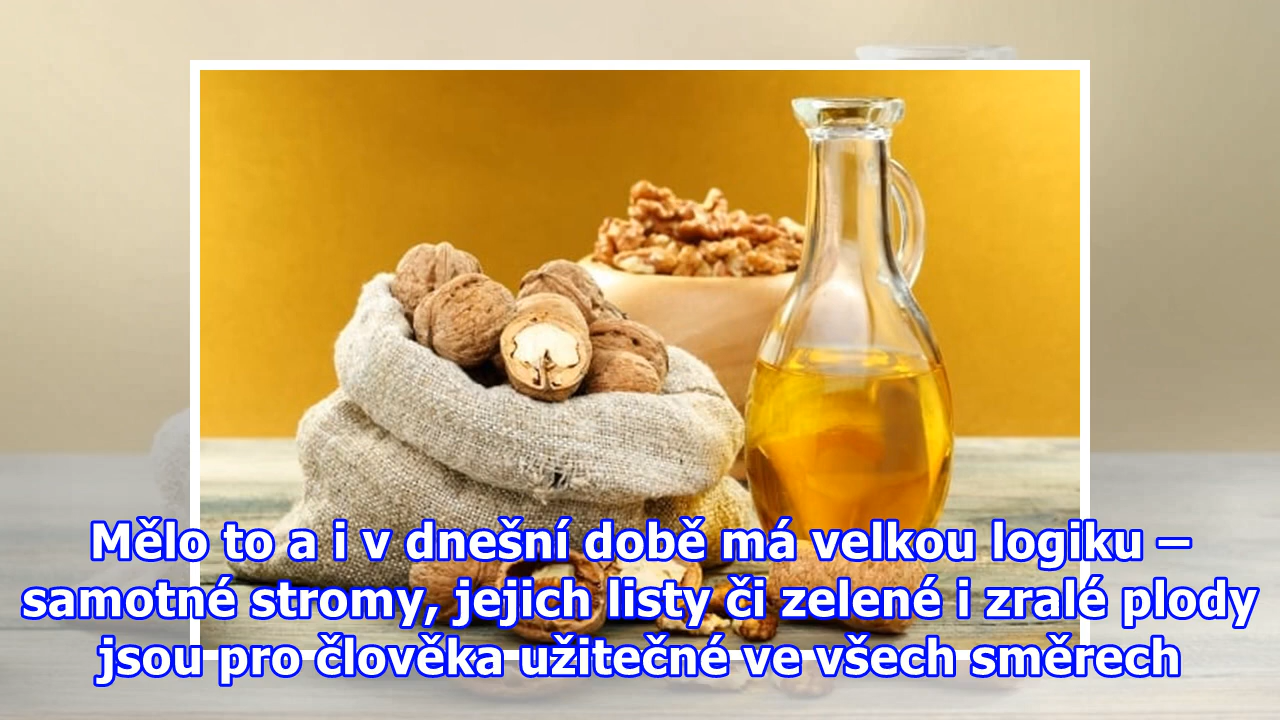 Mělo to a i v dnešní době má velkou logiku –
samotné stromy, jejich listy či zelené i zralé plody
jsou pro člověka užitečné ve všech směrech